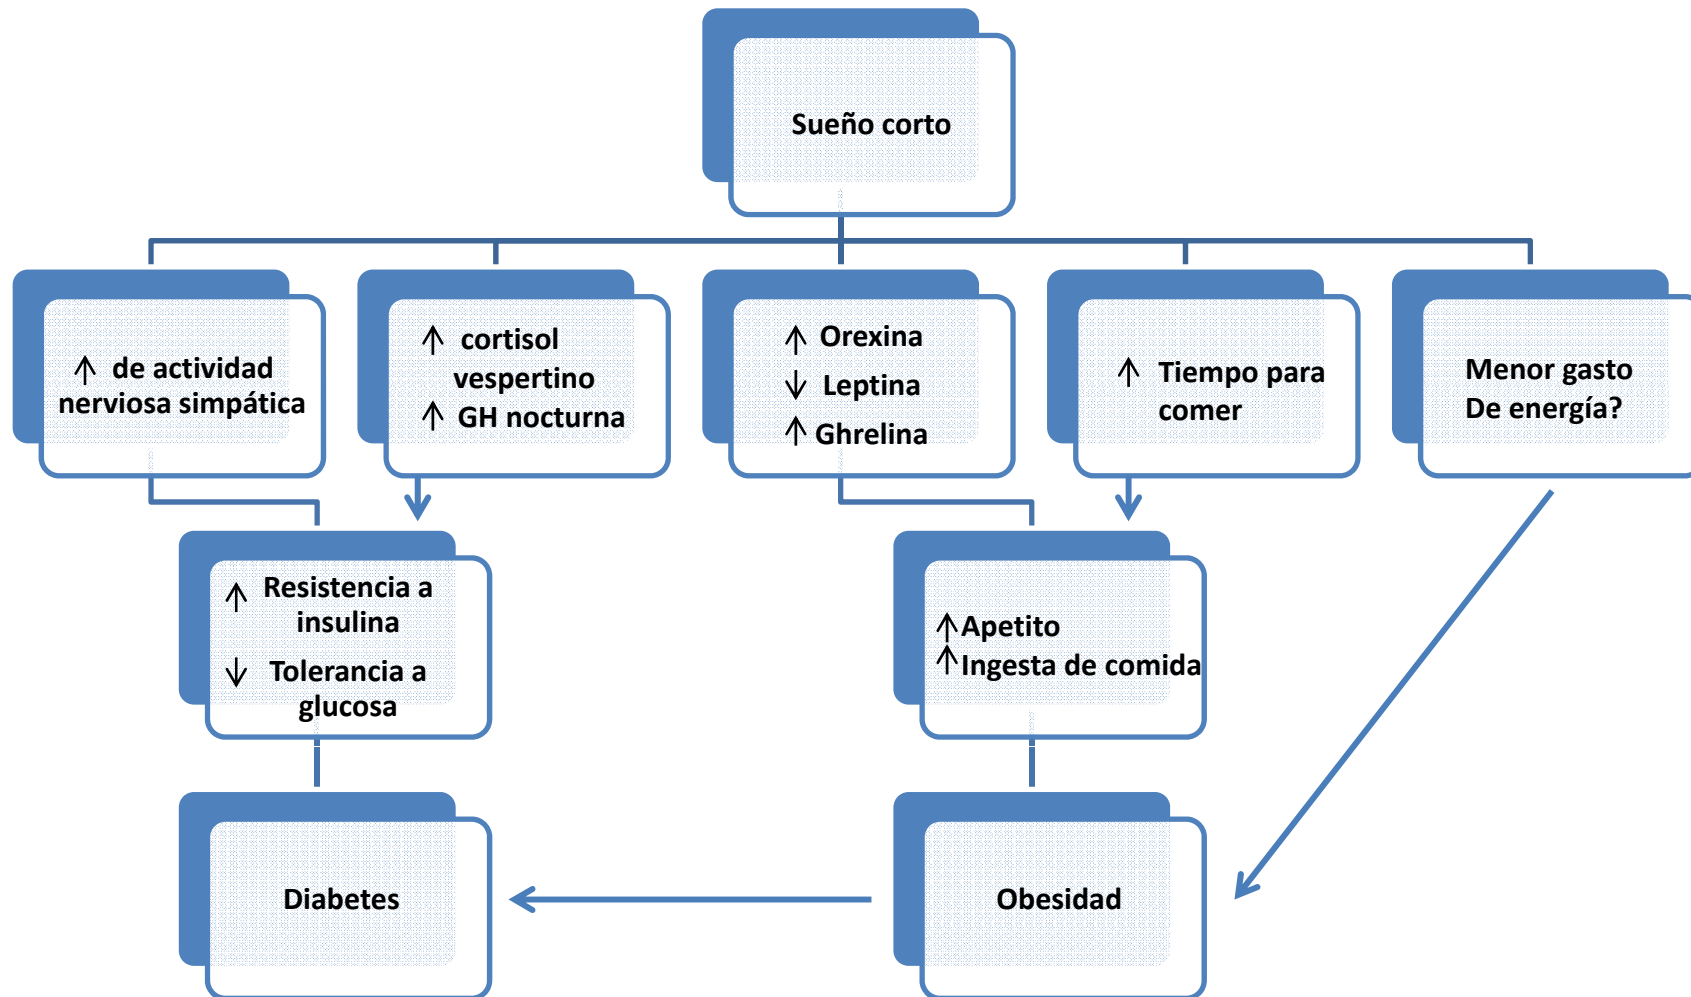 Sueño corto
↑ de actividad
nerviosa simpática
↑ cortisol
vespertino
↑ GH nocturna
↑ Orexina
↓ Leptina
↑ Ghrelina
↑ Tiempo para
comer
Menor gasto
De energía?
↑ Resistencia a
insulina
↓ Tolerancia a
glucosa
↑ Apetito
↑ Ingesta de comida
Diabetes
Obesidad